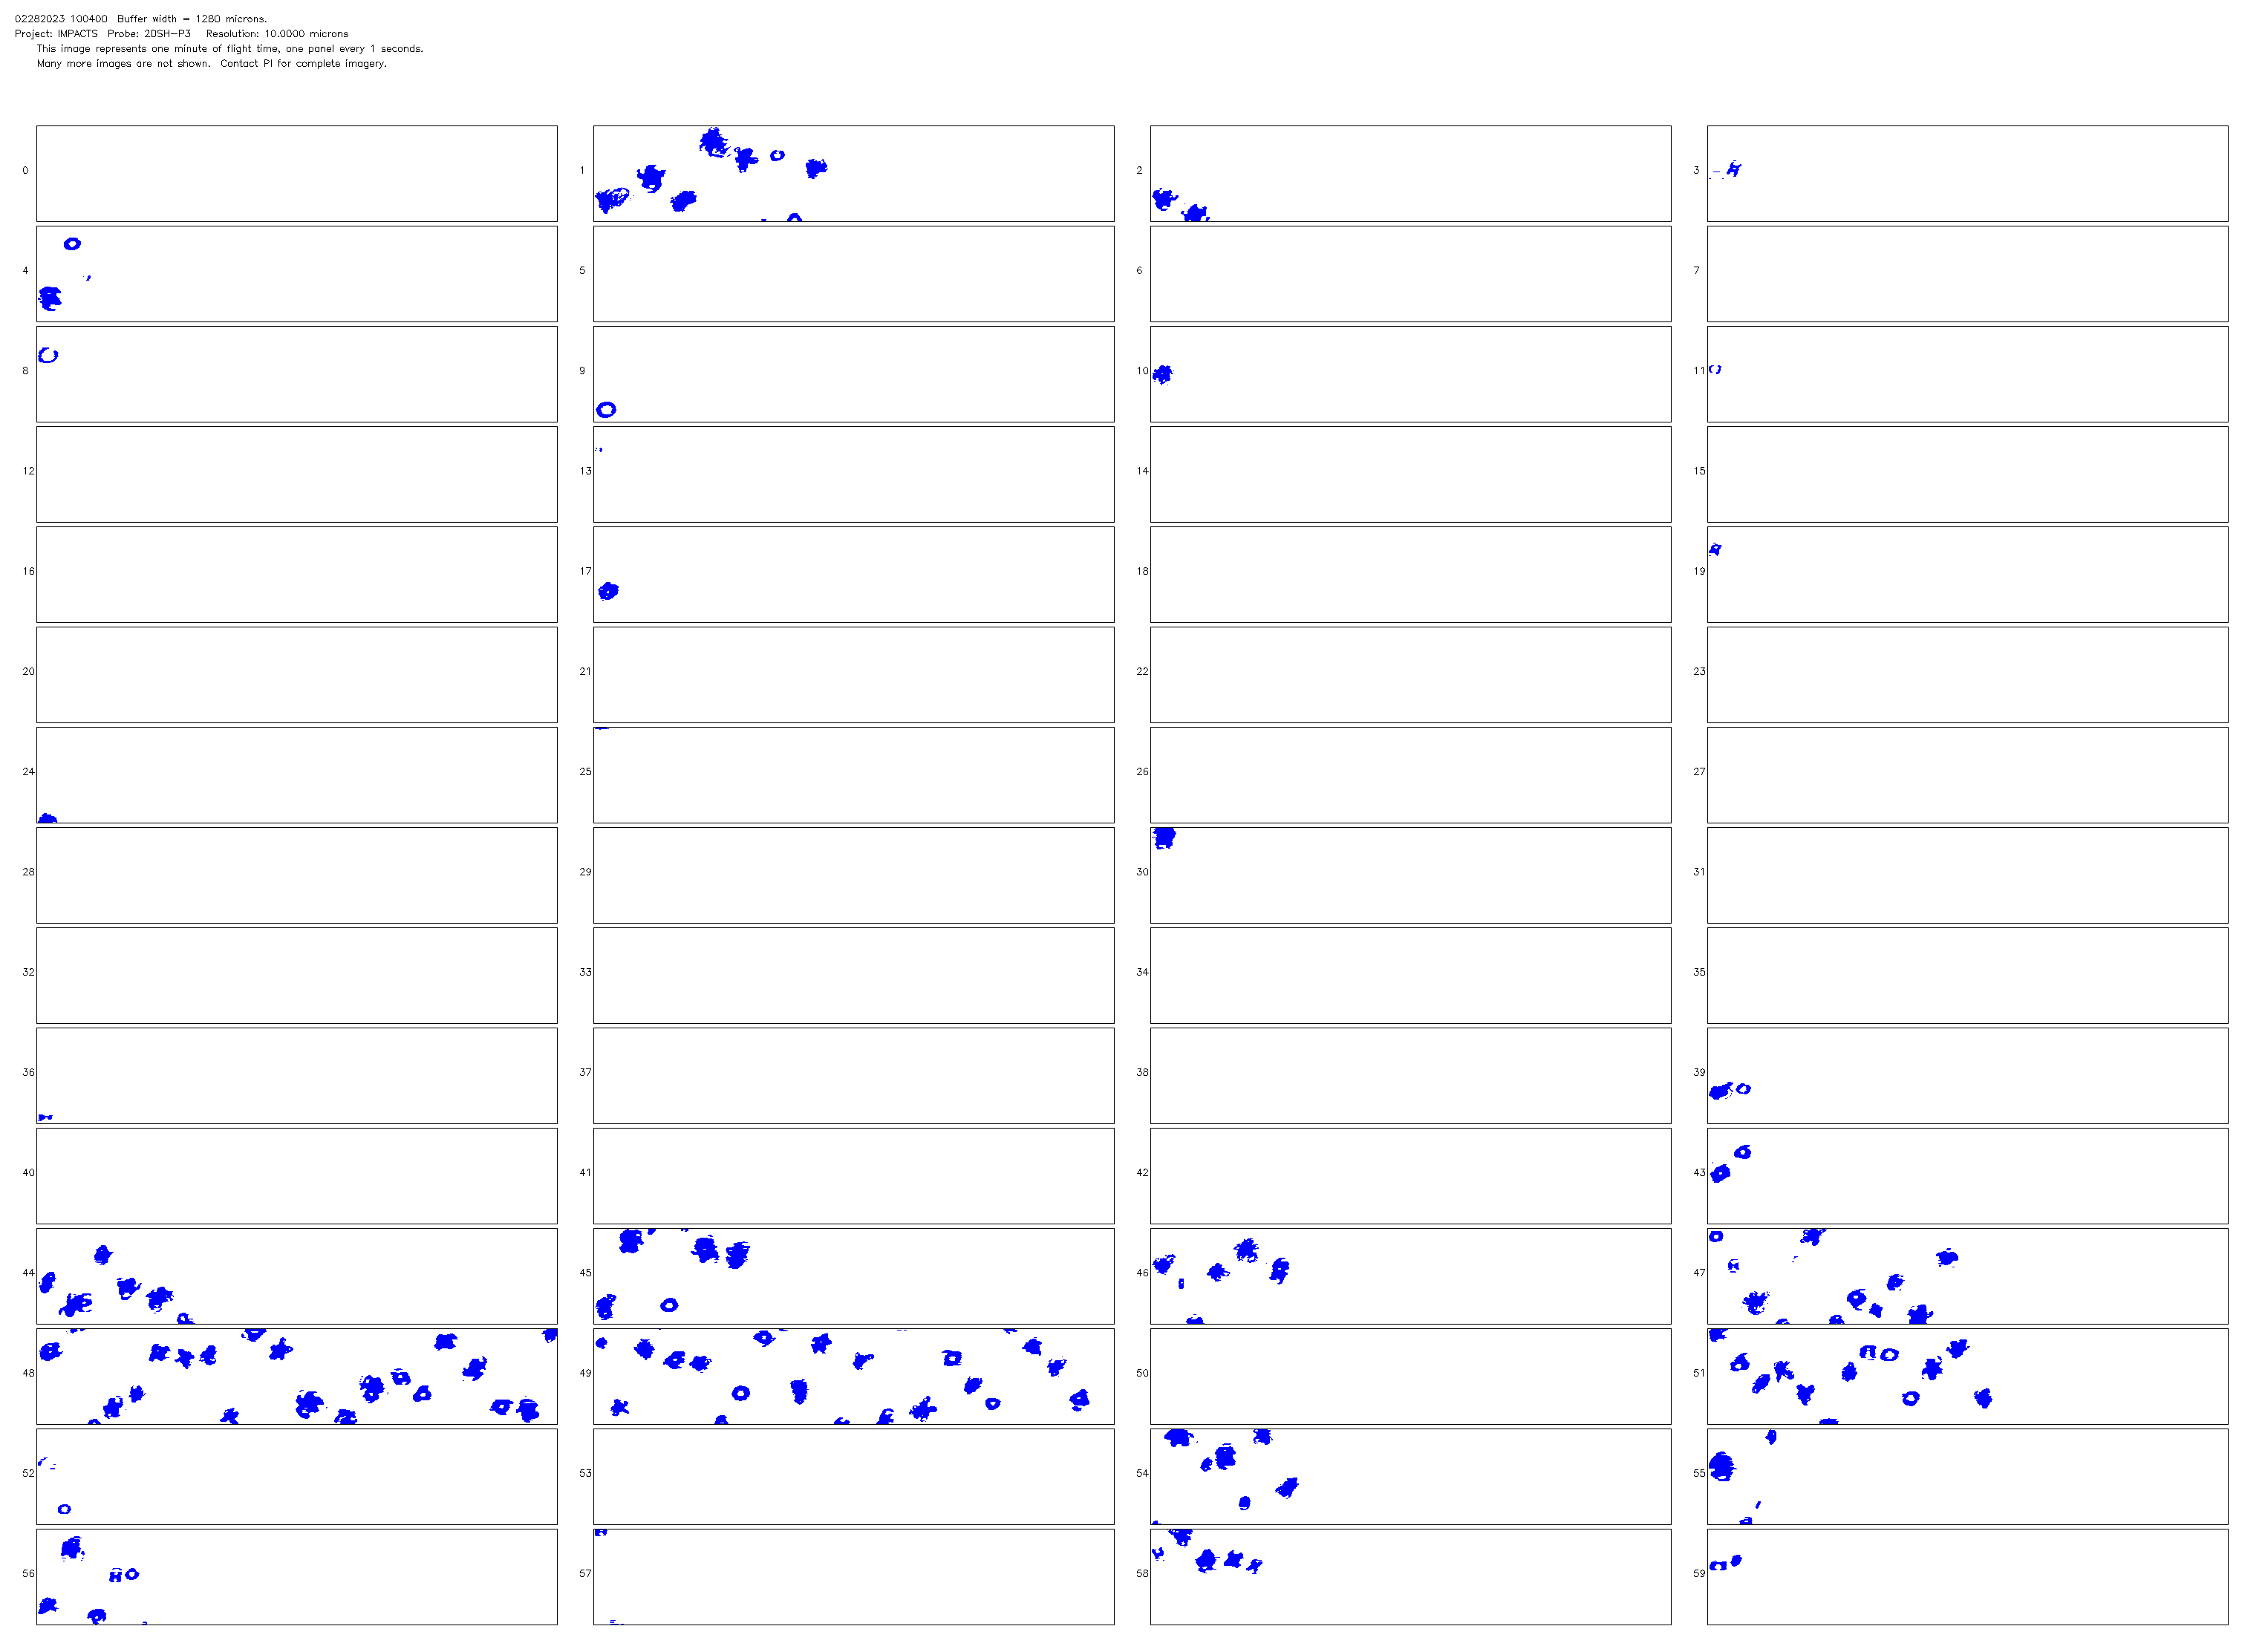 02282023 100400  Buffer width = 1280 microns.
Project: IMPACTS  Probe: 2DSH-P3   Resolution: 10.0000 microns
This image represents one minute of flight time, one panel every 1 seconds.
Many more images are not shown.  Contact PI for complete imagery.
0 1 2 3
4 5 6 7
8 9 10 11
12 13 14 15
16 17 18 19
20 21 22 23
24 25 26 27
28 29 30 31
32 33 34 35
36 37 38 39
40 41 42 43
44 45 46 47
48 49 50 51
52 53 54 55
56 57 58 59